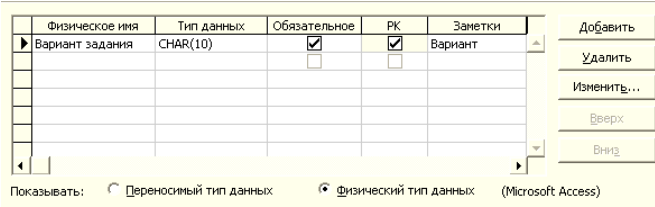 Физическое имя Тип данных Обязательное PK Заметки
Вариант задания CHAR(10) Вариант
Добавить
Удалить
Изменить...
Вверх
Вниз
Показывать: Переносимый тип данных Физический тип данных (Microsoft Access)